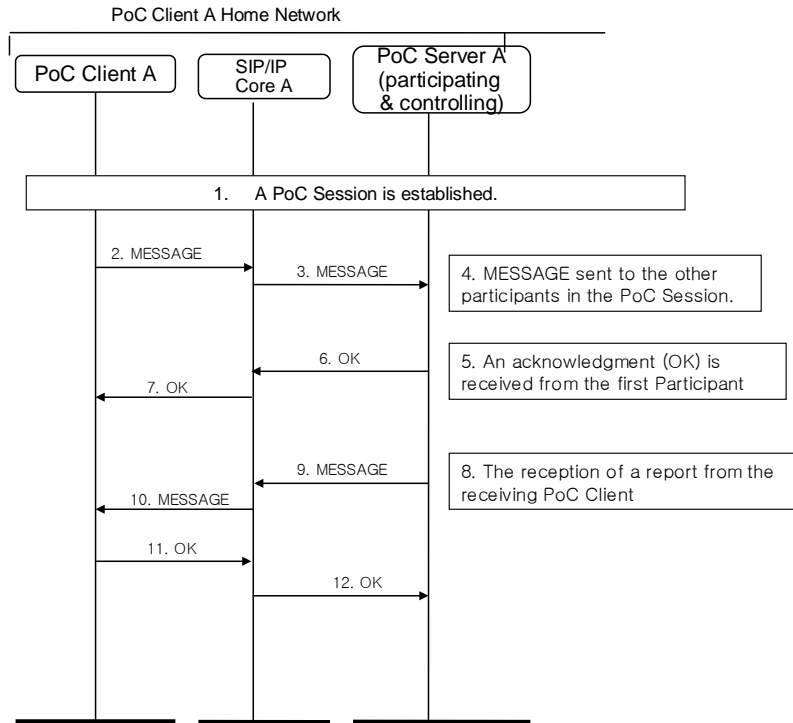 PoC Client A Home Network
PoC Client A
SIP/IP
Core A
PoC Server A
(participating
& controlling)
1. A PoC Session is established.
2. MESSAGE
3. MESSAGE
4. MESSAGE sent to the other
participants in the PoC Session.
5. An acknowledgment (OK) is
received from the first Participant
6. OK
7. OK
8. The reception of a report from the
receiving PoC Client
9. MESSAGE
10. MESSAGE
11. OK
12. OK